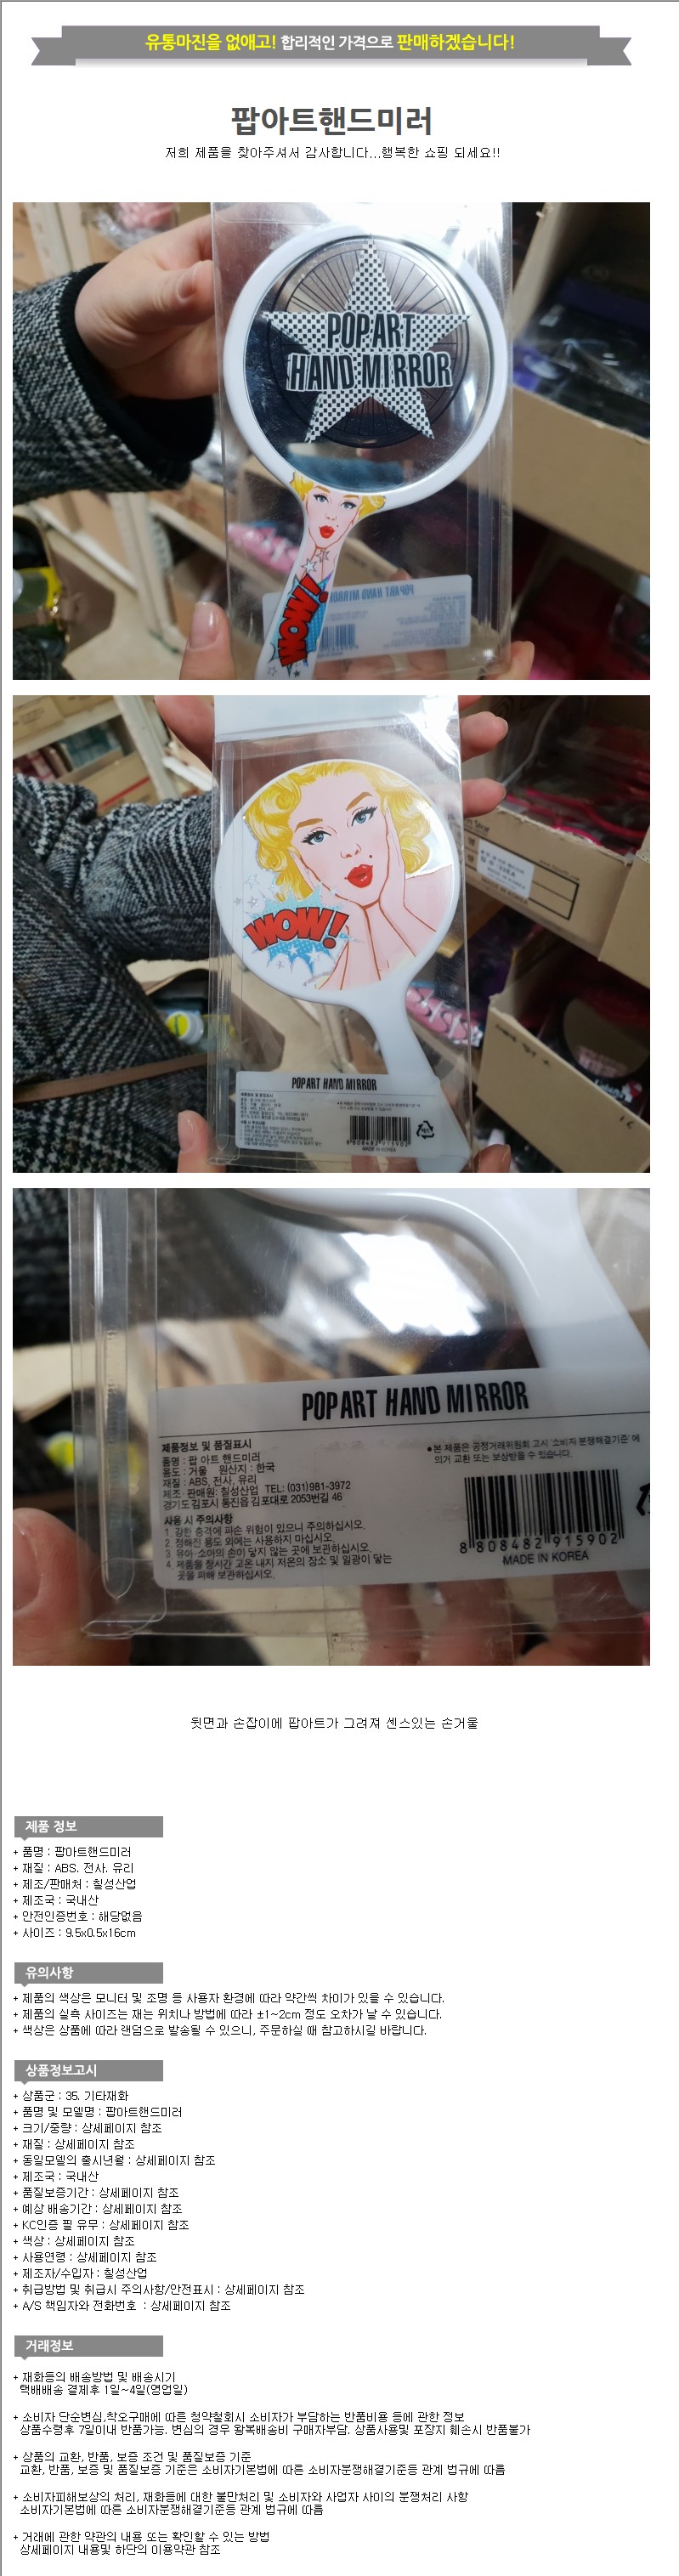 유통마진을 없애고! 합리적인 가격으로 판매하겠습니다!
팝아트핸드미러
저희 제품을 찾아주셔서 감사합니다...행복한 쇼핑 되세요!!
POP ART
HAND MIRROR
WOW!
POP ART HAND MIRROR
WOW!
POP ART HAND MIRROR
8 808482 915902
MADE IN KOREA
POP ART HAND MIRROR
제품정보 및 품질표시
품명 : 팝 아트 핸드미러
용도 : 거울 원산지 : 한국
재질 : ABS, 전사, 유리
제조·판매원: 칠성산업 TEL: (031)981-3972
경기도 김포시 통진읍 김포대로 2053번길 46
●본 제품은 공정거래위원회 고시 '소비자 분쟁해결기준' 에
의거 교환 또는 보상받을 수 있습니다.
사용 시 주의사항
1. 강한 충격에 파손 위험이 있으니 주의하십시오.
2. 정해진 용도 외에는 사용하지 마십시오.
3. 유아·소아의 손이 닿지 않는 곳에 보관하십시오.
4. 제품을 장시간 고온 내지 저온의 장소 및 일광이 닿는
곳을 피해 보관하십시오.
8 808482 915902
MADE IN KOREA
뒷면과 손잡이에 팝아트가 그려져 센스있는 손거울
제품 정보
+ 품명 : 팝아트핸드미러
+ 재질 : ABS. 전사. 유리
+ 제조/판매처 : 칠성산업
+ 제조국 : 국내산
+ 안전인증번호 : 해당없음
+ 사이즈 : 9.5x0.5x16cm
유의사항
+ 제품의 색상은 모니터 및 조명 등 사용자 환경에 따라 약간씩 차이가 있을 수 있습니다.
+ 제품의 실측 사이즈는 재는 위치나 방법에 따라 ±1~2cm 정도 오차가 날 수 있습니다.
+ 색상은 상품에 따라 랜덤으로 발송될 수 있으니, 주문하실 때 참고하시길 바랍니다.
상품정보고시
+ 상품군 : 35. 기타재화
+ 품명 및 모델명 : 팝아트핸드미러
+ 크기/중량 : 상세페이지 참조
+ 재질 : 상세페이지 참조
+ 동일모델의 출시년월 : 상세페이지 참조
+ 제조국 : 국내산
+ 품질보증기간 : 상세페이지 참조
+ 예상 배송기간 : 상세페이지 참조
+ KC인증 필 유무 : 상세페이지 참조
+ 색상 : 상세페이지 참조
+ 사용연령 : 상세페이지 참조
+ 제조자/수입자 : 칠성산업
+ 취급방법 및 취급시 주의사항/안전표시 : 상세페이지 참조
+ A/S 책임자와 전화번호 : 상세페이지 참조
거래정보
+ 재화등의 배송방법 및 배송시기
택배배송 결제후 1일~4일(영업일)
+ 소비자 단순변심,착오구매에 따른 청약철회시 소비자가 부담하는 반품비용 등에 관한 정보
상품수령후 7일이내 반품가능. 변심의 경우 왕복배송비 구매자부담. 상품사용및 포장지 훼손시 반품불가
+ 상품의 교환, 반품, 보증 조건 및 품질보증 기준
교환, 반품, 보증 및 품질보증 기준은 소비자기본법에 따른 소비자분쟁해결기준등 관계 법규에 따름
+ 소비자피해보상의 처리, 재화등에 대한 불만처리 및 소비자와 사업자 사이의 분쟁처리 사항
소비자기본법에 따른 소비자분쟁해결기준등 관계 법규에 따름
+ 거래에 관한 약관의 내용 또는 확인할 수 있는 방법
상세페이지 내용및 하단의 이용약관 참조